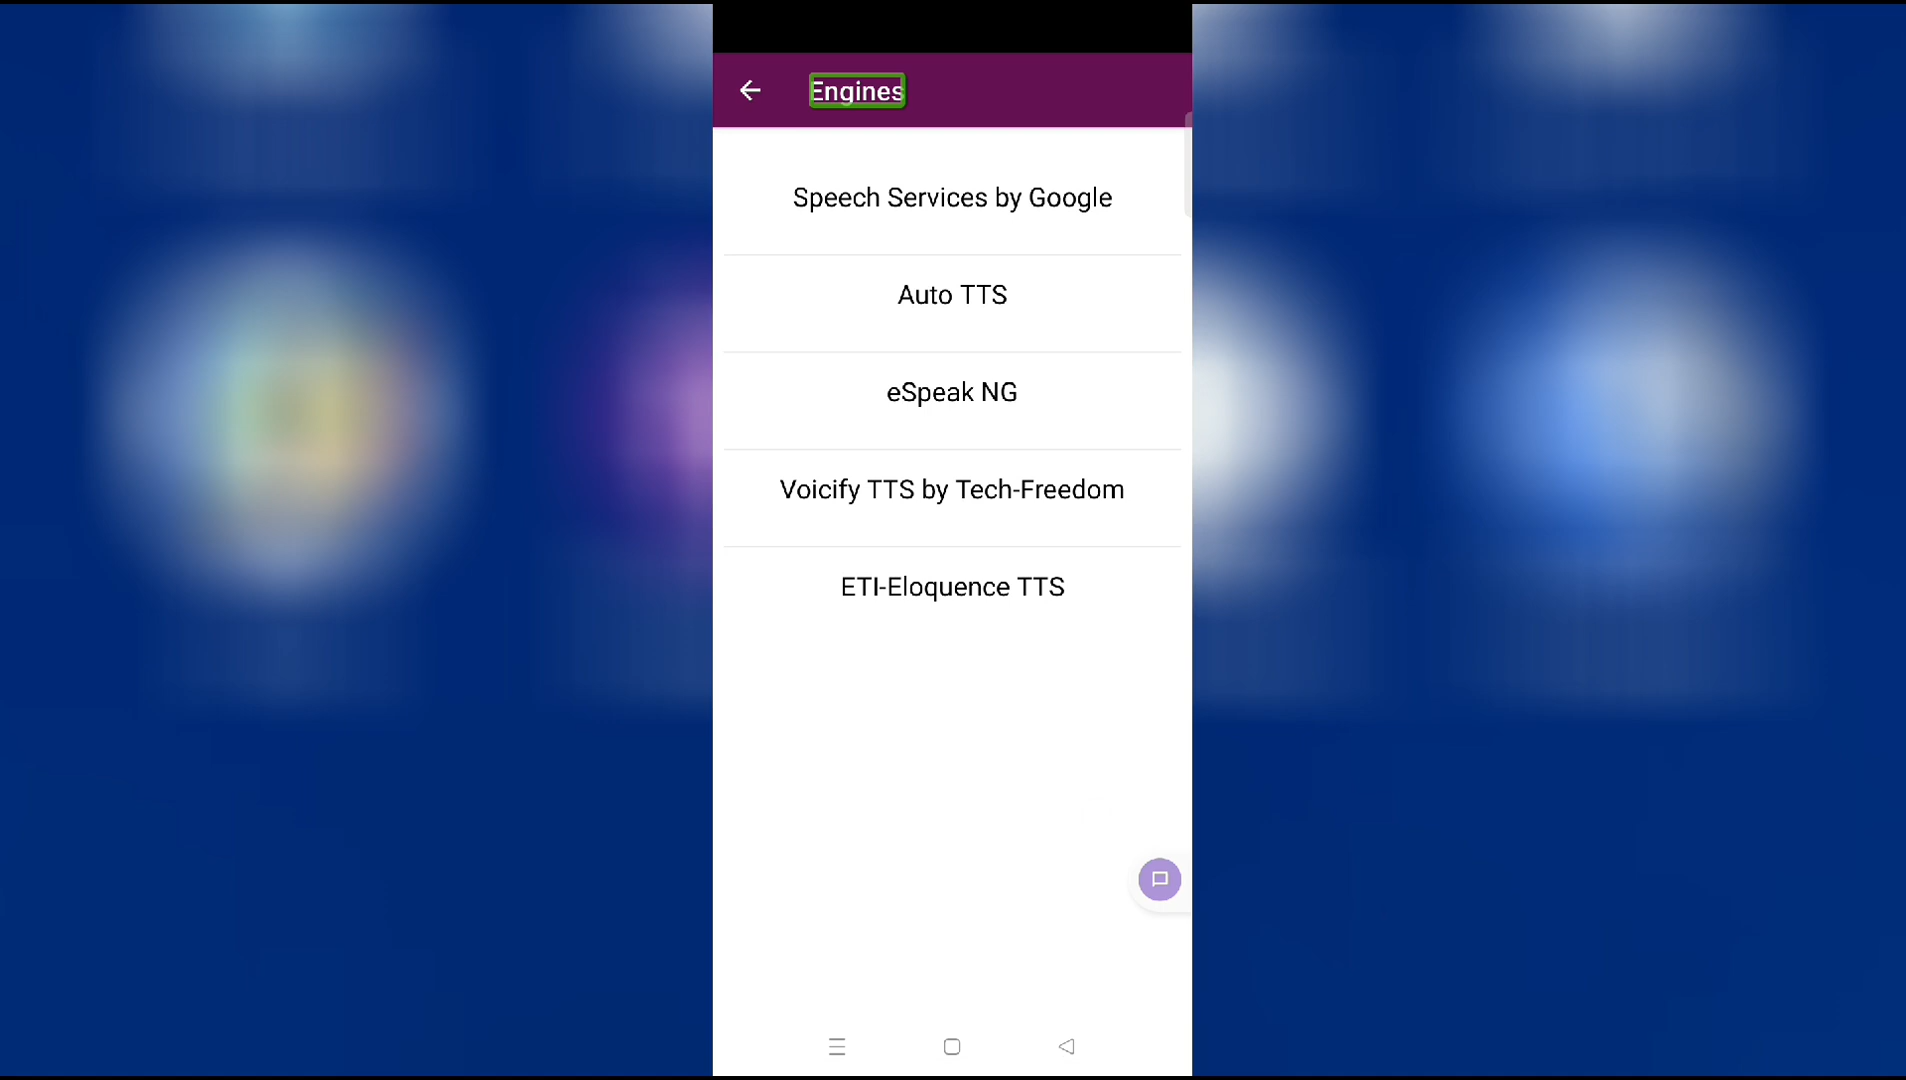 Engines
Speech Services by Google
Auto TTS
eSpeak NG
Voicify TTS by Tech-Freedom
ETI-Eloquence TTS